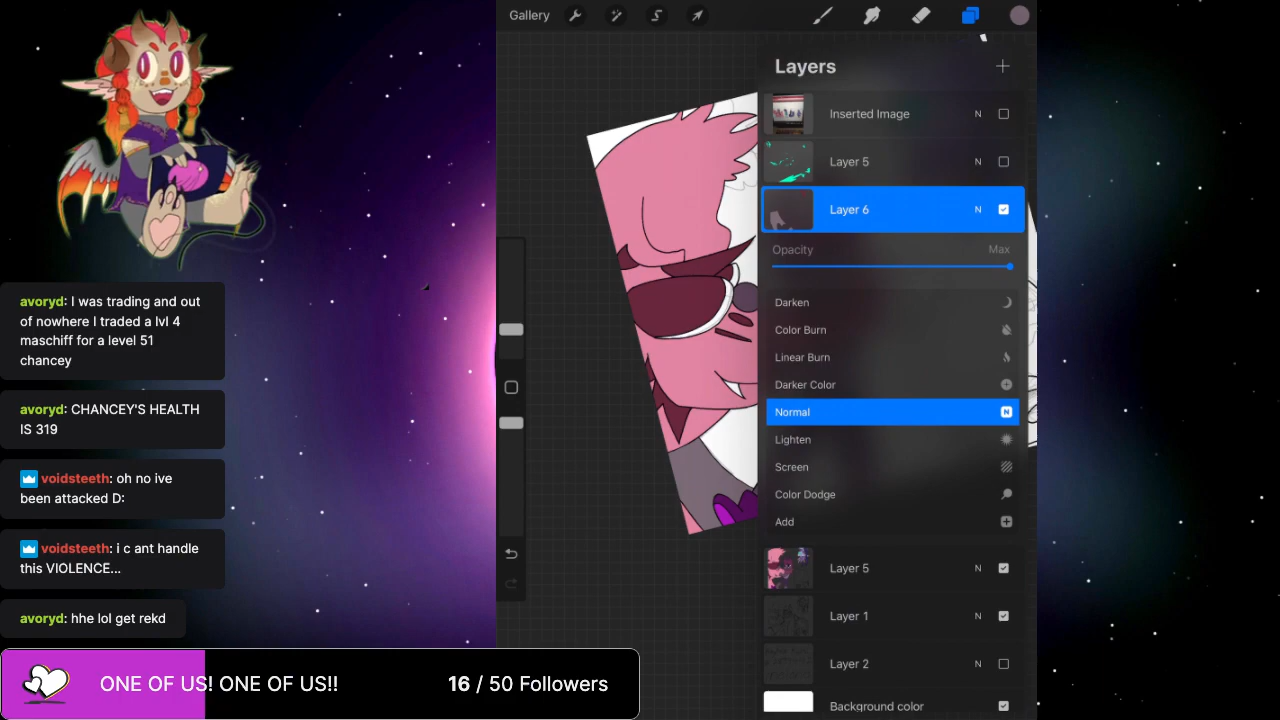 avoryd: I was trading and out
of nowhere I traded a lvl 4
maschiff for a level 51
chancey
avoryd: CHANCEY'S HEALTH
IS 319
voidsteeth: oh no ive
been attacked D:
voidsteeth: i c ant handle
this VIOLENCE...
avoryd: hhe lol get rekd
ONE OF US! ONE OF US!!
16 / 50 Followers
Gallery
Layers
Inserted Image N
Layer 5 N
Layer 6 N
Opacity Max
Darken
Color Burn
Linear Burn
Darker Color
Normal N
Lighten
Screen
Color Dodge
Add
Layer 5 N
Layer 1 N
Layer 2 N
Background color